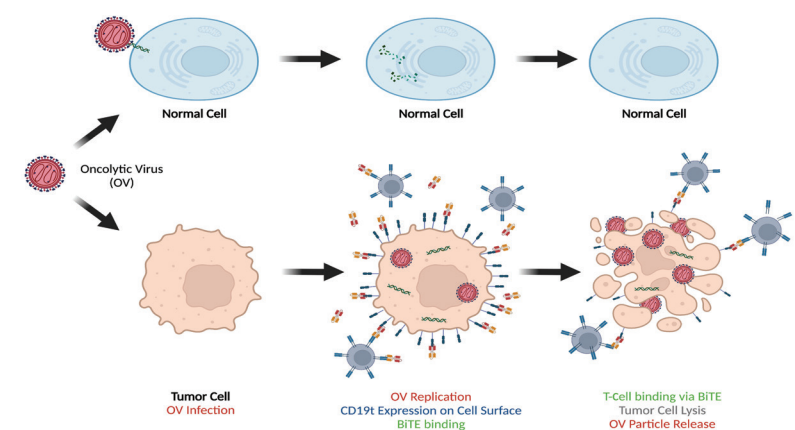 Normal Cell
Normal Cell
Normal Cell
Oncolytic Virus
(OV)
Tumor Cell
OV Infection
OV Replication
CD19t Expression on Cell Surface
BiTE binding
T-Cell binding via BiTE
Tumor Cell Lysis
OV Particle Release